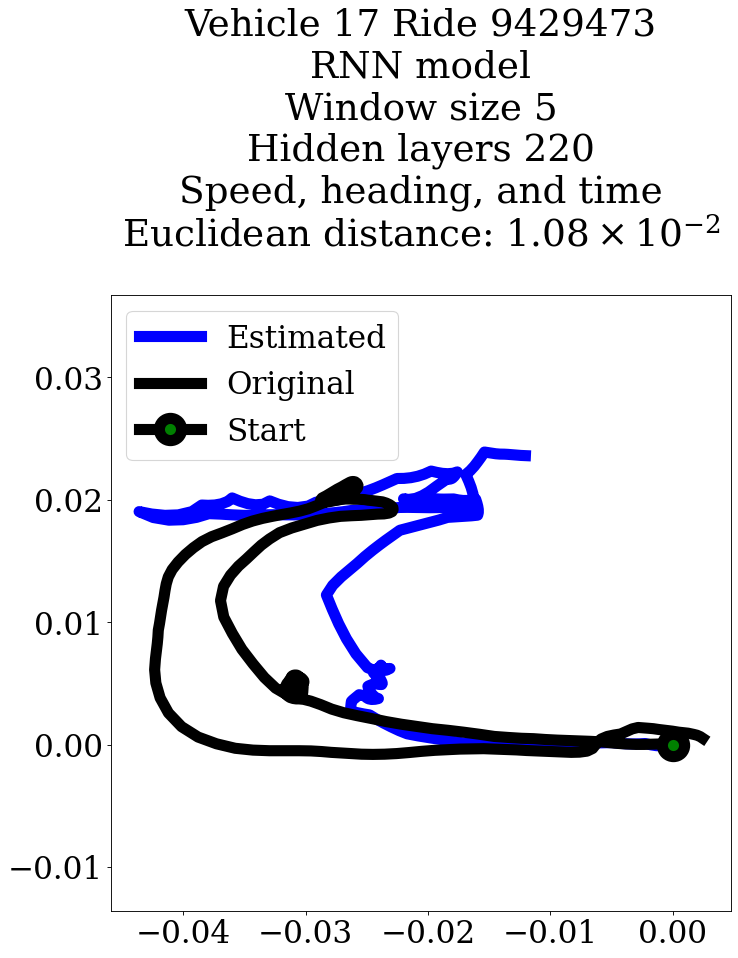 Vehicle 17 Ride 9429473
RNN model
Window size 5
Hidden layers 220
Speed, heading, and time
Euclidean distance: 1.08 × 10⁻²
Estimated
Original
Start
0.03
0.02
0.01
0.00
−0.01
−0.04 −0.03 −0.02 −0.01 0.00